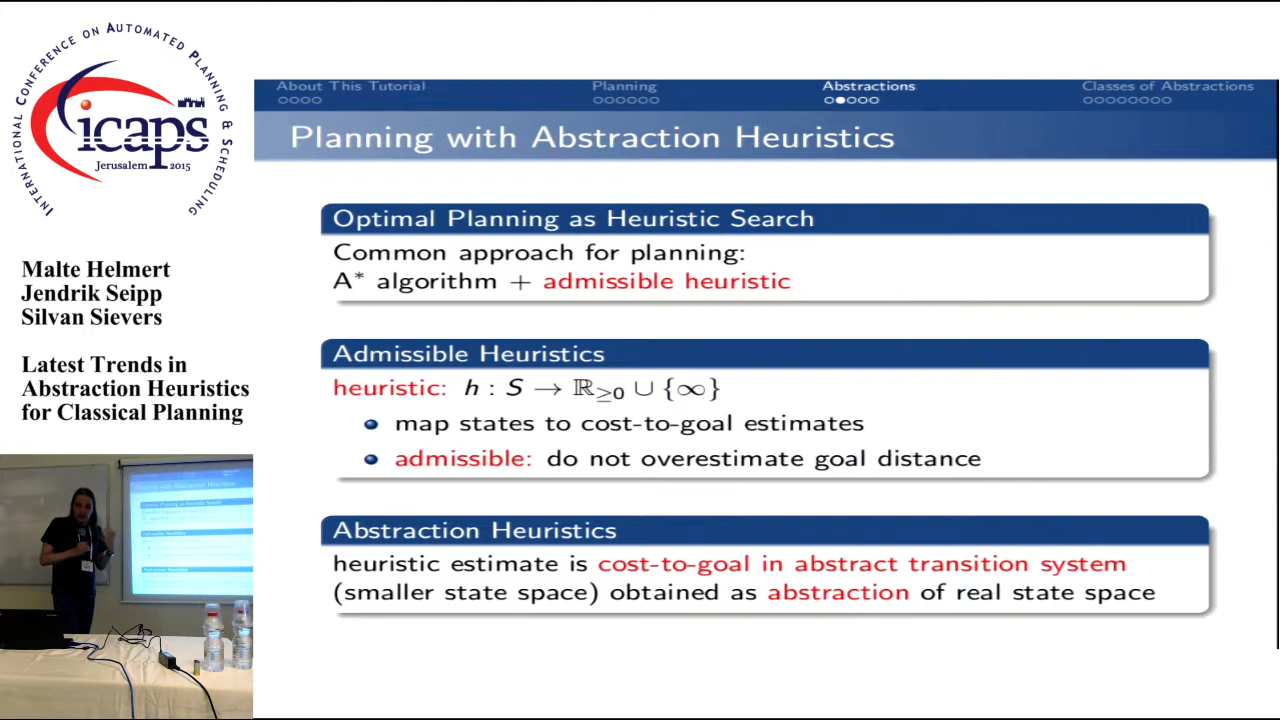 INTERNATIONAL CONFERENCE ON AUTOMATED PLANNING & SCHEDULING
icaps
Jerusalem 2015
Malte Helmert
Jendrik Seipp
Silvan Sievers
Latest Trends in
Abstraction Heuristics
for Classical Planning
About This Tutorial
Planning
Abstractions
Classes of Abstractions
Planning with Abstraction Heuristics
Optimal Planning as Heuristic Search
Common approach for planning:
A* algorithm + admissible heuristic
Admissible Heuristics
heuristic: h : S → ℝ≥0 ∪ {∞}
map states to cost-to-goal estimates
admissible: do not overestimate goal distance
Abstraction Heuristics
heuristic estimate is cost-to-goal in abstract transition system
(smaller state space) obtained as abstraction of real state space
Planning with Abstraction Heuristics